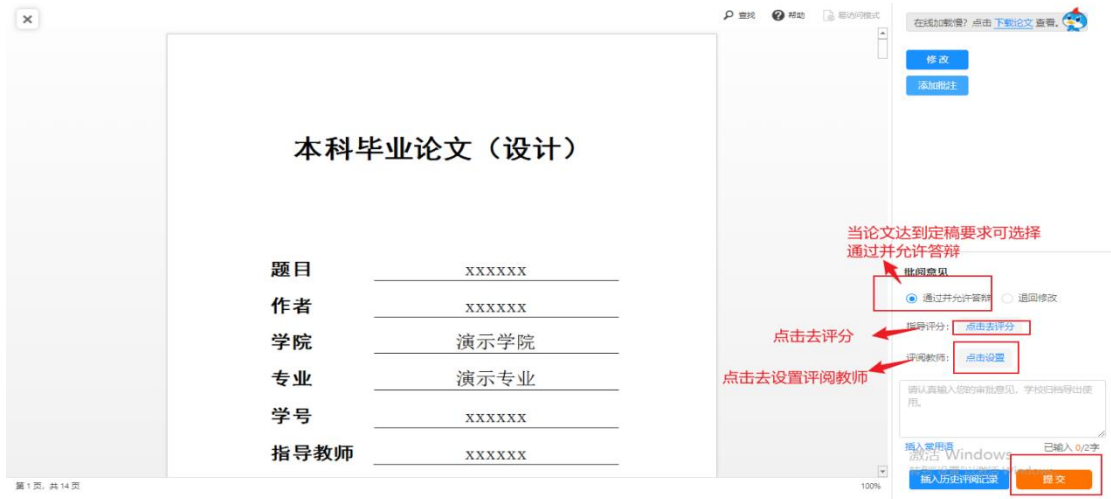 查找 帮助 易访问模式
在线加载慢？点击 下载论文 查看。
修 改
添加批注
本科毕业论文（设计）
当论文达到定稿要求可选择
通过并允许答辩
题目 xxxxxx
批阅意见
作者 xxxxxx
通过并允许答辩 退回修改
指导评分： 点击去评分
点击去评分
学院 演示学院
评阅教师： 点击设置
点击去设置评阅教师
专业 演示专业
请认真输入您的审批意见，学校归档导出使
用。
学号 xxxxxx
插入常用语 已输入 0/2字
激活 Windows
指导教师 xxxxxx
插入历史评阅记录 提 交
第 1 页，共 14 页 100%